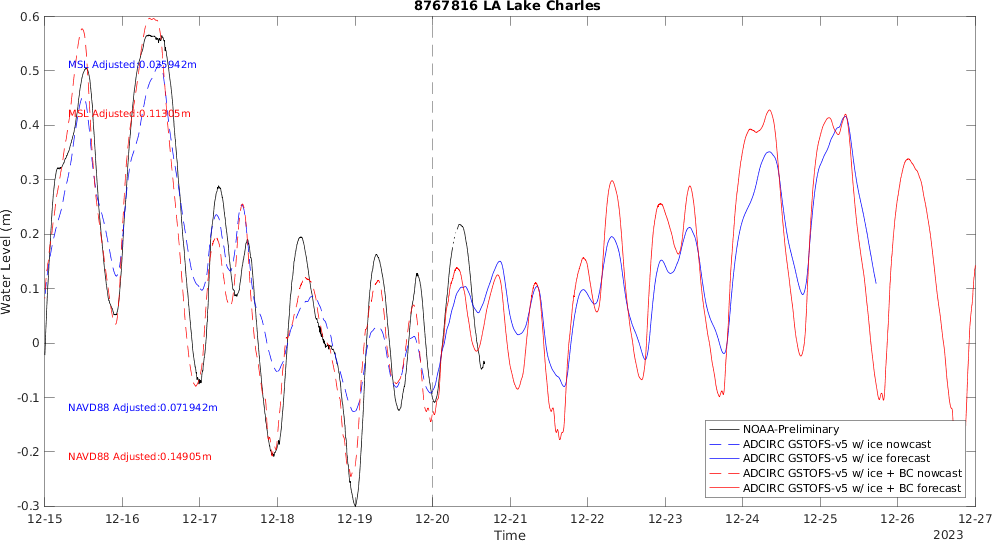 8767816 LA Lake Charles
0.6
0.5
0.4
0.3
0.2
0.1
0
-0.1
-0.2
-0.3
Water Level (m)
MSL Adjusted:0.035942m
MSL Adjusted:0.11305m
NAVD88 Adjusted:0.071942m
NAVD88 Adjusted:0.14905m
NOAA-Preliminary
ADCIRC GSTOFS-v5 w/ ice nowcast
ADCIRC GSTOFS-v5 w/ ice forecast
ADCIRC GSTOFS-v5 w/ ice + BC nowcast
ADCIRC GSTOFS-v5 w/ ice + BC forecast
12-15 12-16 12-17 12-18 12-19 12-20 12-21 12-22 12-23 12-24 12-25 12-26 12-27
Time
2023